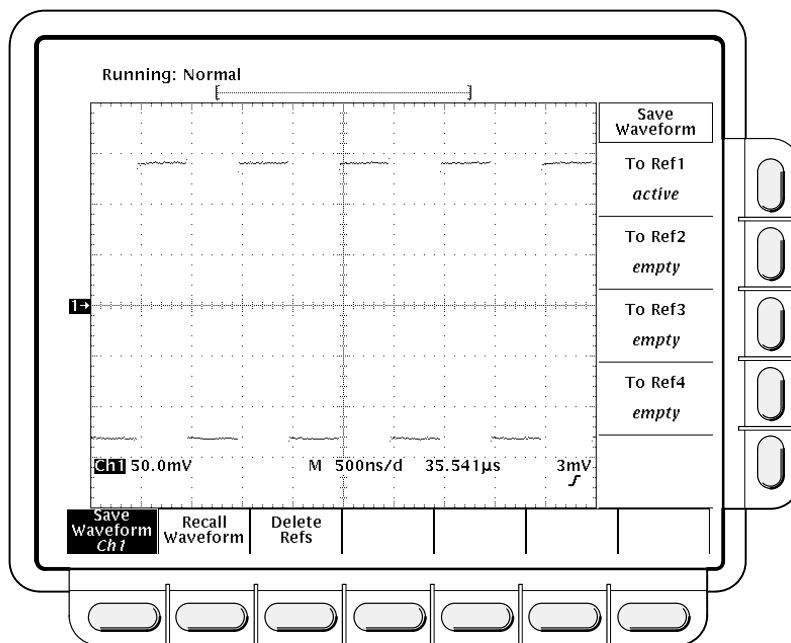 Running: Normal
Save
Waveform
To Ref1
active
To Ref2
empty
To Ref3
empty
To Ref4
empty
1→
Ch1 50.0mV M 500ns/d 35.541µs 3mV
Save
Waveform
Ch1
Recall
Waveform
Delete
Refs